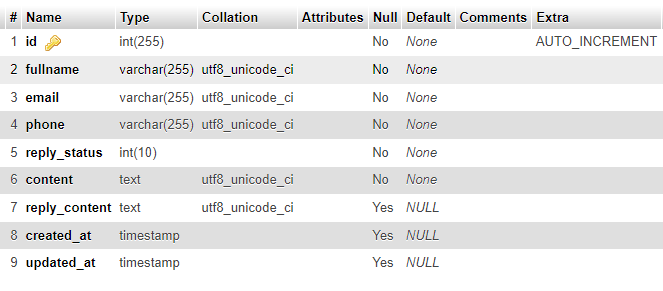 # Name Type Collation Attributes Null Default Comments Extra
1 id int(255) No None AUTO_INCREMENT
2 fullname varchar(255) utf8_unicode_ci No None
3 email varchar(255) utf8_unicode_ci No None
4 phone varchar(255) utf8_unicode_ci No None
5 reply_status int(10) No None
6 content text utf8_unicode_ci No None
7 reply_content text utf8_unicode_ci Yes NULL
8 created_at timestamp Yes NULL
9 updated_at timestamp Yes NULL